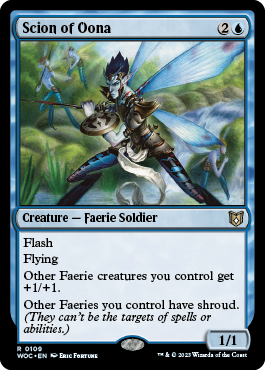 Scion of Oona 2
Creature — Faerie Soldier
Flash
Flying
Other Faerie creatures you control get
+1/+1.
Other Faeries you control have shroud.
(They can't be the targets of spells or
abilities.)
1/1
R 0109
WOC • EN Eric Fortune
™ & © 2023 Wizards of the Coast